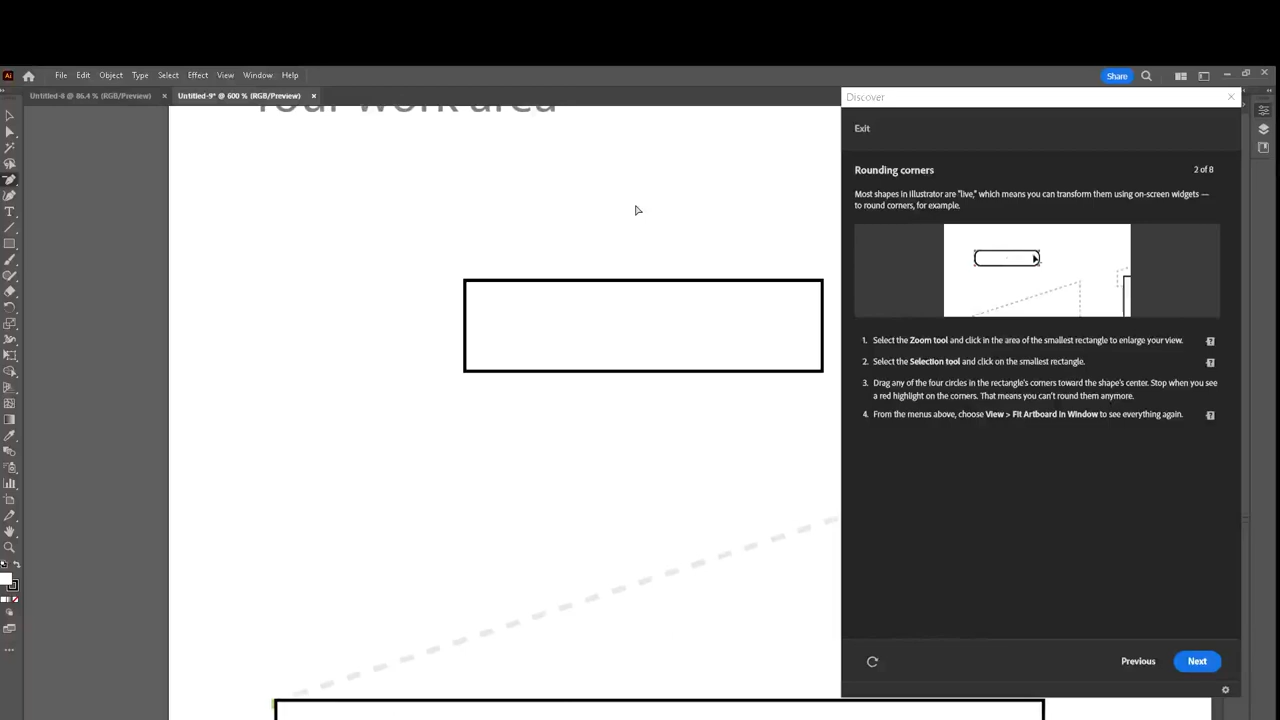 Ai File Edit Object Type Select Effect View Window Help Share
Untitled-8 @ 86.4 % (RGB/Preview) × Untitled-9* @ 600 % (RGB/Preview) ×
Your work area
Discover
Exit
Rounding corners 2 of 8
Most shapes in illustrator are "live," which means you can transform them using on-screen widgets —
to round corners, for example.
1. Select the Zoom tool and click in the area of the smallest rectangle to enlarge your view.
2. Select the Selection tool and click on the smallest rectangle.
3. Drag any of the four circles in the rectangle's corners toward the shape's center. Stop when you see
a red highlight on the corners. That means you can't round them anymore.
4. From the menus above, choose View > Fit Artboard in Window to see everything again.
Previous Next